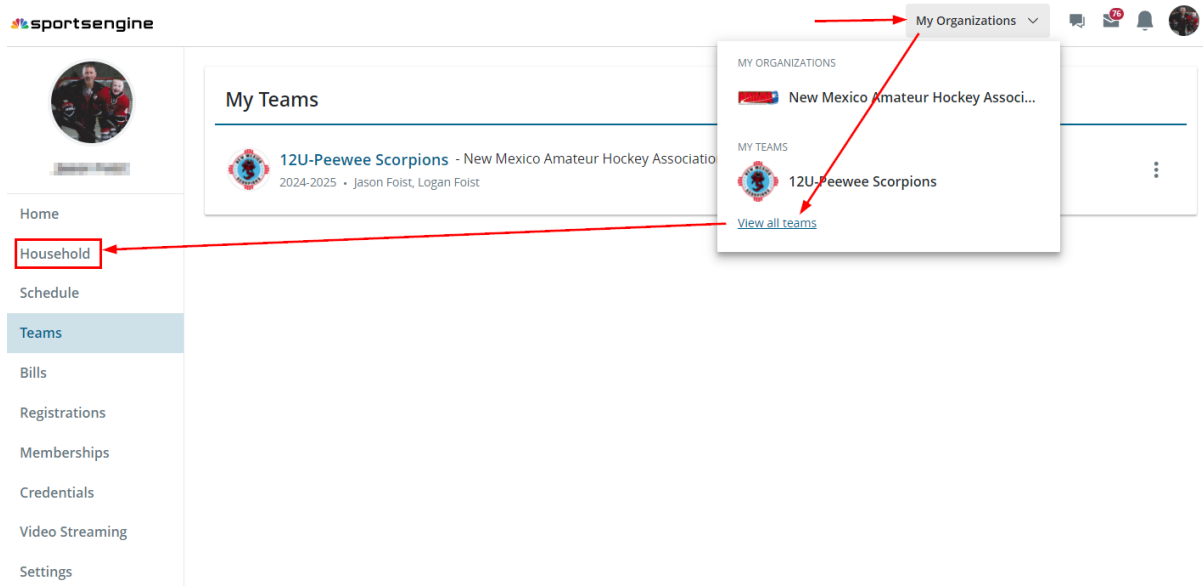 sportsengine
My Organizations
76
MY ORGANIZATIONS
New Mexico Amateur Hockey Associ...
MY TEAMS
12U-Peewee Scorpions
View all teams
Home
Household
Schedule
Teams
Bills
Registrations
Memberships
Credentials
Video Streaming
Settings
My Teams
12U-Peewee Scorpions - New Mexico Amateur Hockey Associatio
2024-2025 • Jason Foist, Logan Foist